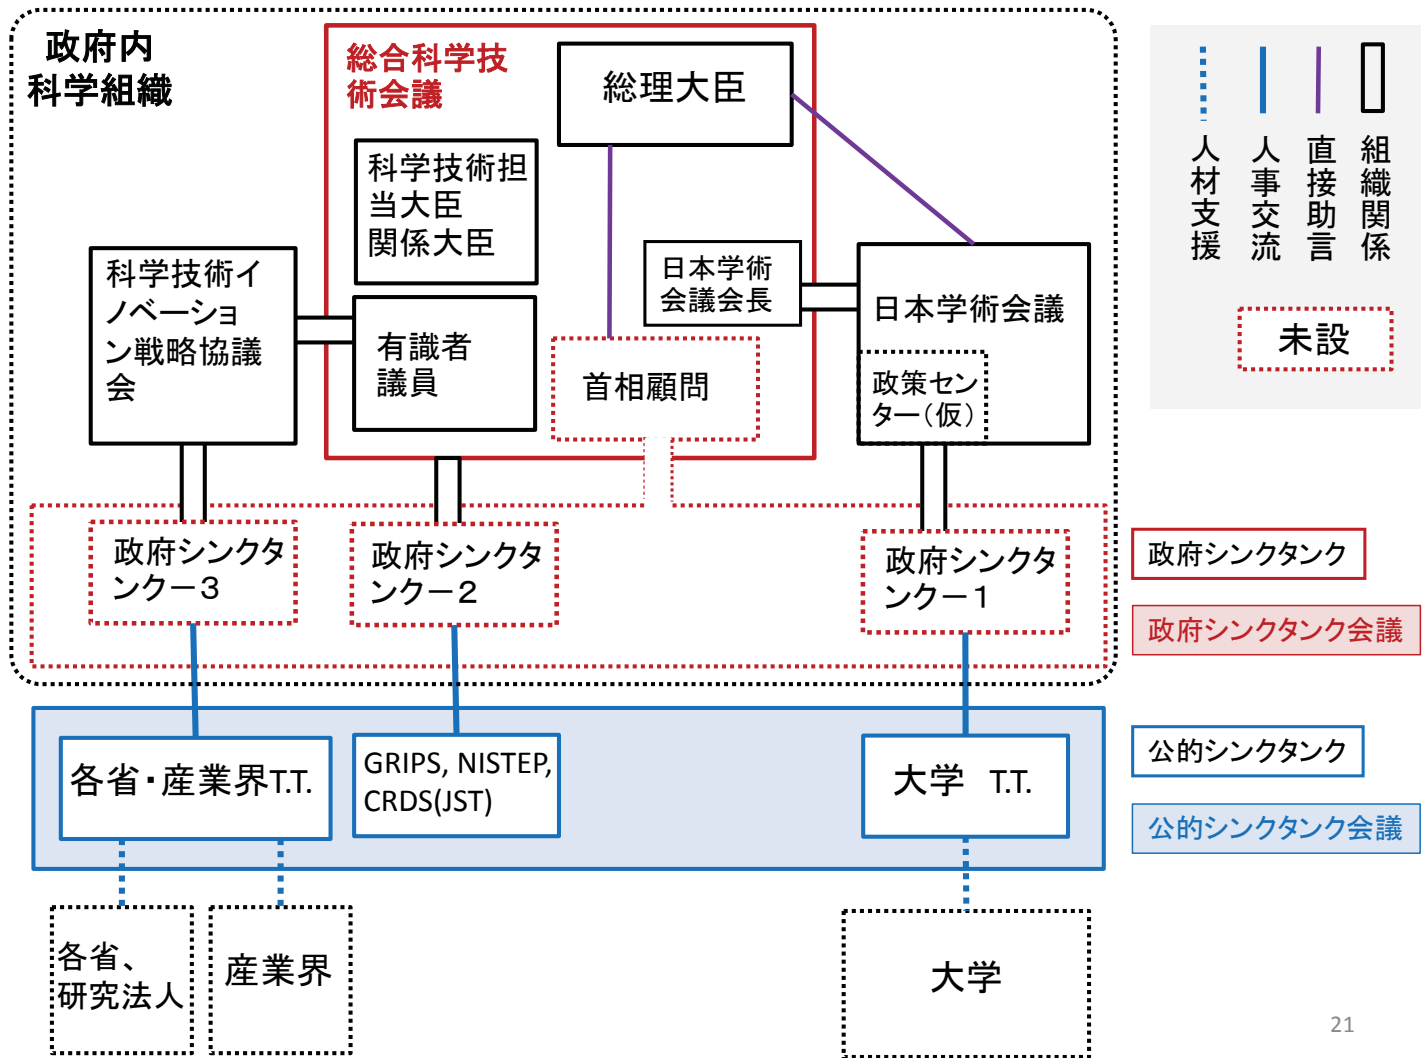 政府内
科学組織
総合科学技
術会議
総理大臣
科学技術担
当大臣
関係大臣
科学技術イ
ノベーショ
ン戦略協議
会
有識者
議員
日本学術
会議会長
日本学術会議
首相顧問
政策セン
ター（仮）
政府シンクタ
ンクー３
政府シンクタ
ンクー２
政府シンクタ
ンクー１
各省・産業界T.T.
GRIPS, NISTEP,
CRDS(JST)
大学　T.T.
各省、
研究法人
産業界
大学
人材支援
人事交流
直接助言
組織関係
未設
政府シンクタンク
政府シンクタンク会議
公的シンクタンク
公的シンクタンク会議
21